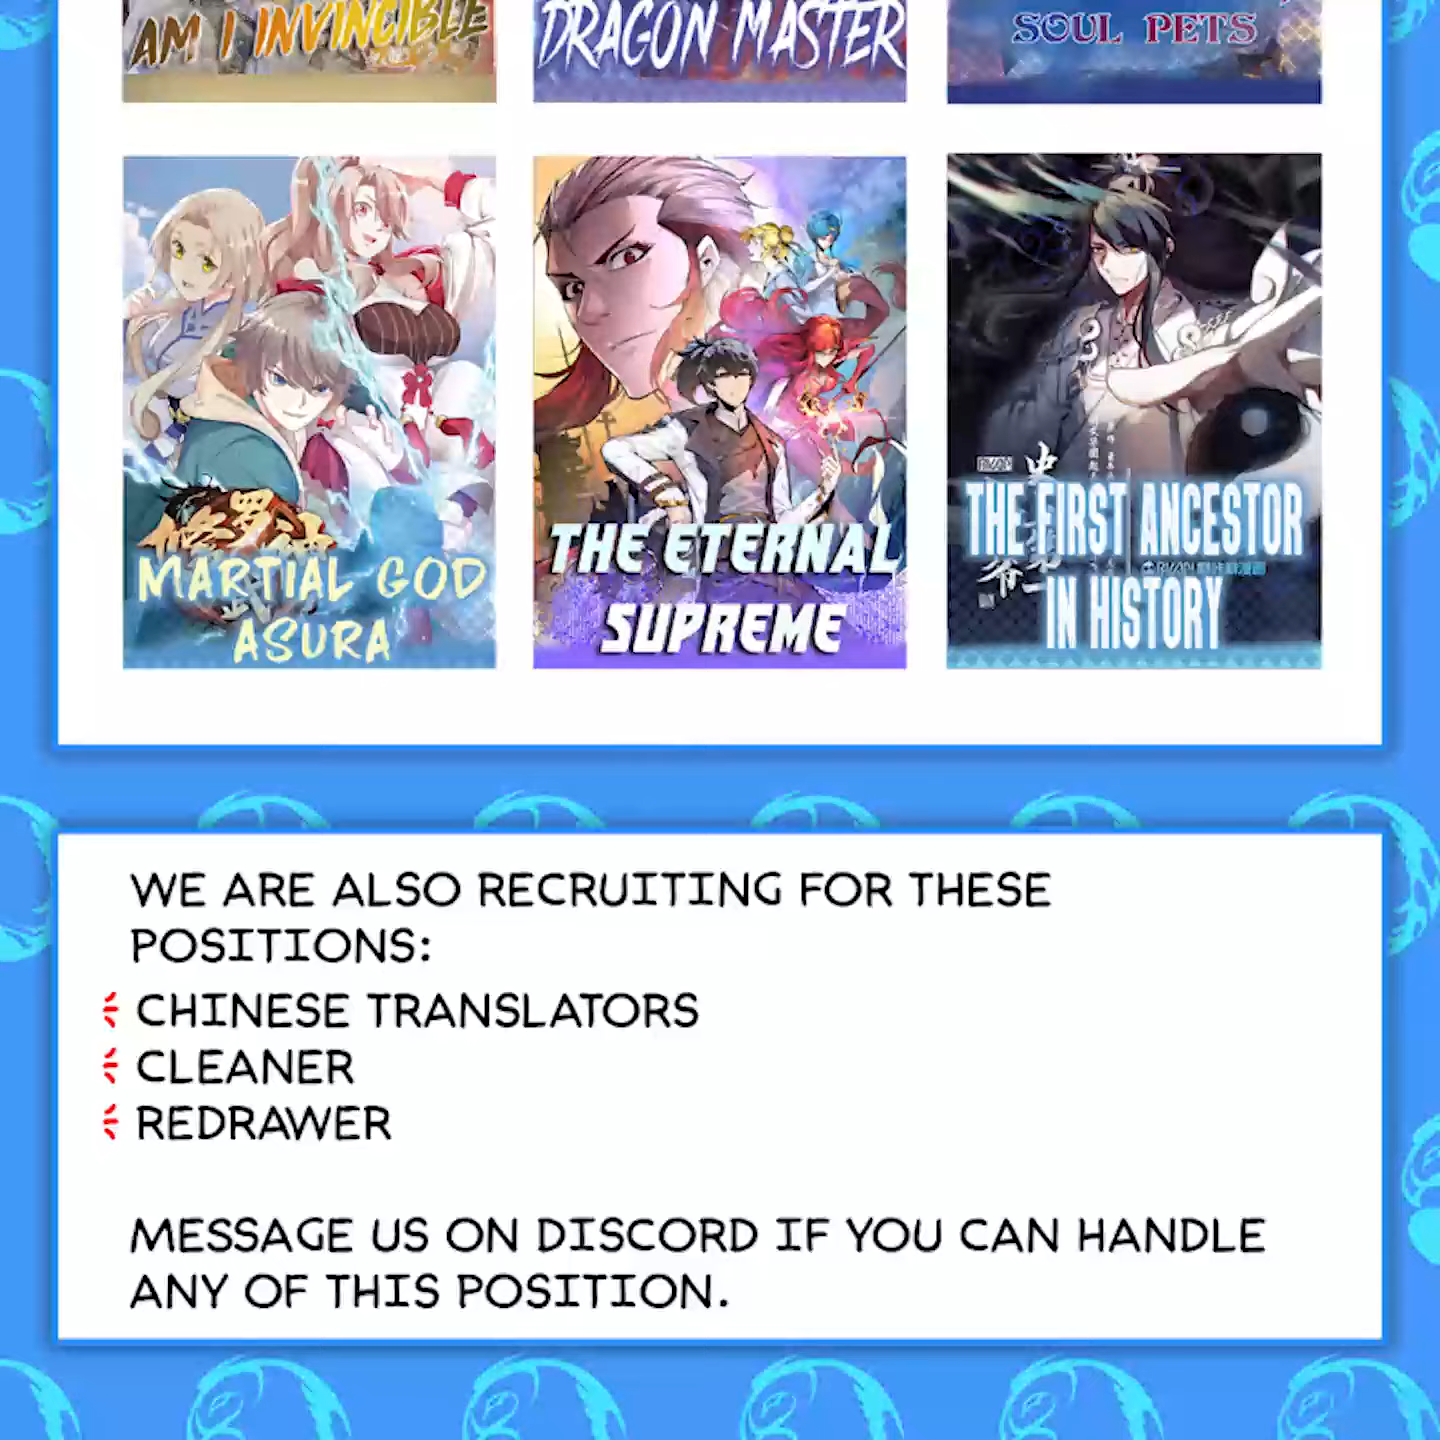 AM I INVINCIBLE
DRAGON MASTER
SOUL PETS
MARTIAL GOD
ASURA
THE ETERNAL
SUPREME
THE FIRST ANCESTOR
IN HISTORY
WE ARE ALSO RECRUITING FOR THESE
POSITIONS:
CHINESE TRANSLATORS
CLEANER
REDRAWER
MESSAGE US ON DISCORD IF YOU CAN HANDLE
ANY OF THIS POSITION.